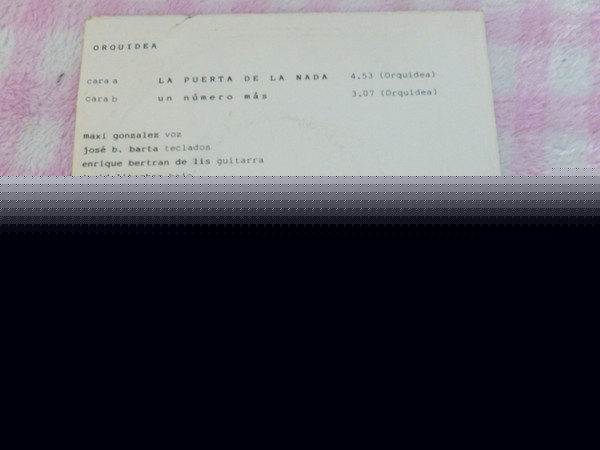 ORQUIDEA
cara a LA PUERTA DE LA NADA 4.53 (Orquidea)
cara b un número más 3.07 (Orquidea)
maxi gonzalez voz
josé b. barta teclados
enrique bertran de lis guitarra
bajo